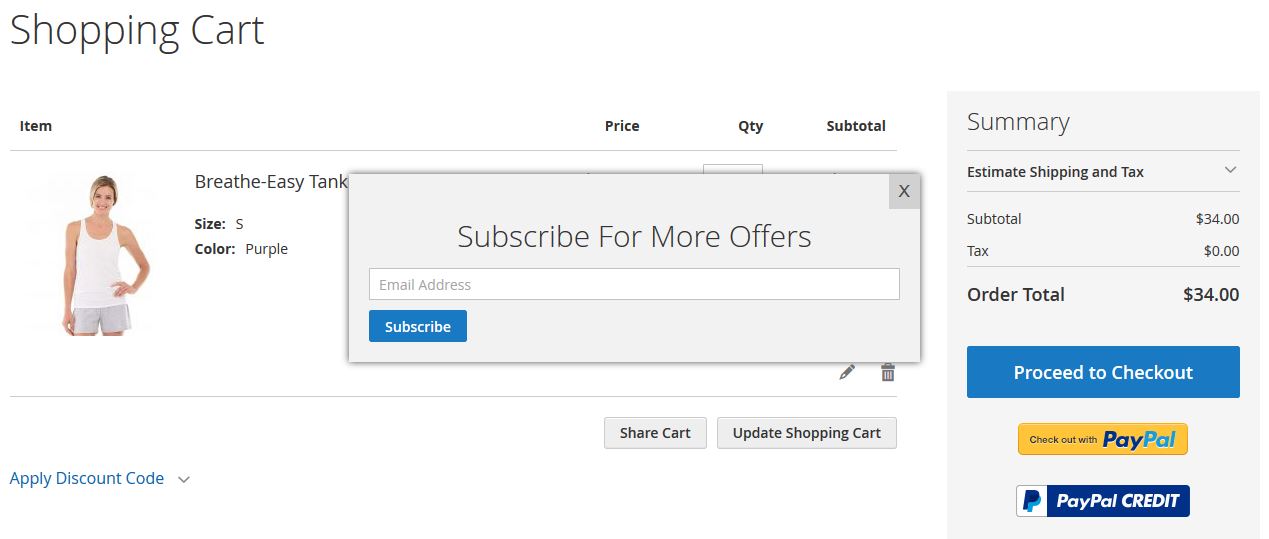 Shopping Cart
Item Price Qty Subtotal
Breathe-Easy Tank
Size: S
Color: Purple
X
Subscribe For More Offers
Email Address
Subscribe
Share Cart Update Shopping Cart
Apply Discount Code
Summary
Estimate Shipping and Tax
Subtotal $34.00
Tax $0.00
Order Total $34.00
Proceed to Checkout
Check out with PayPal
PayPal CREDIT